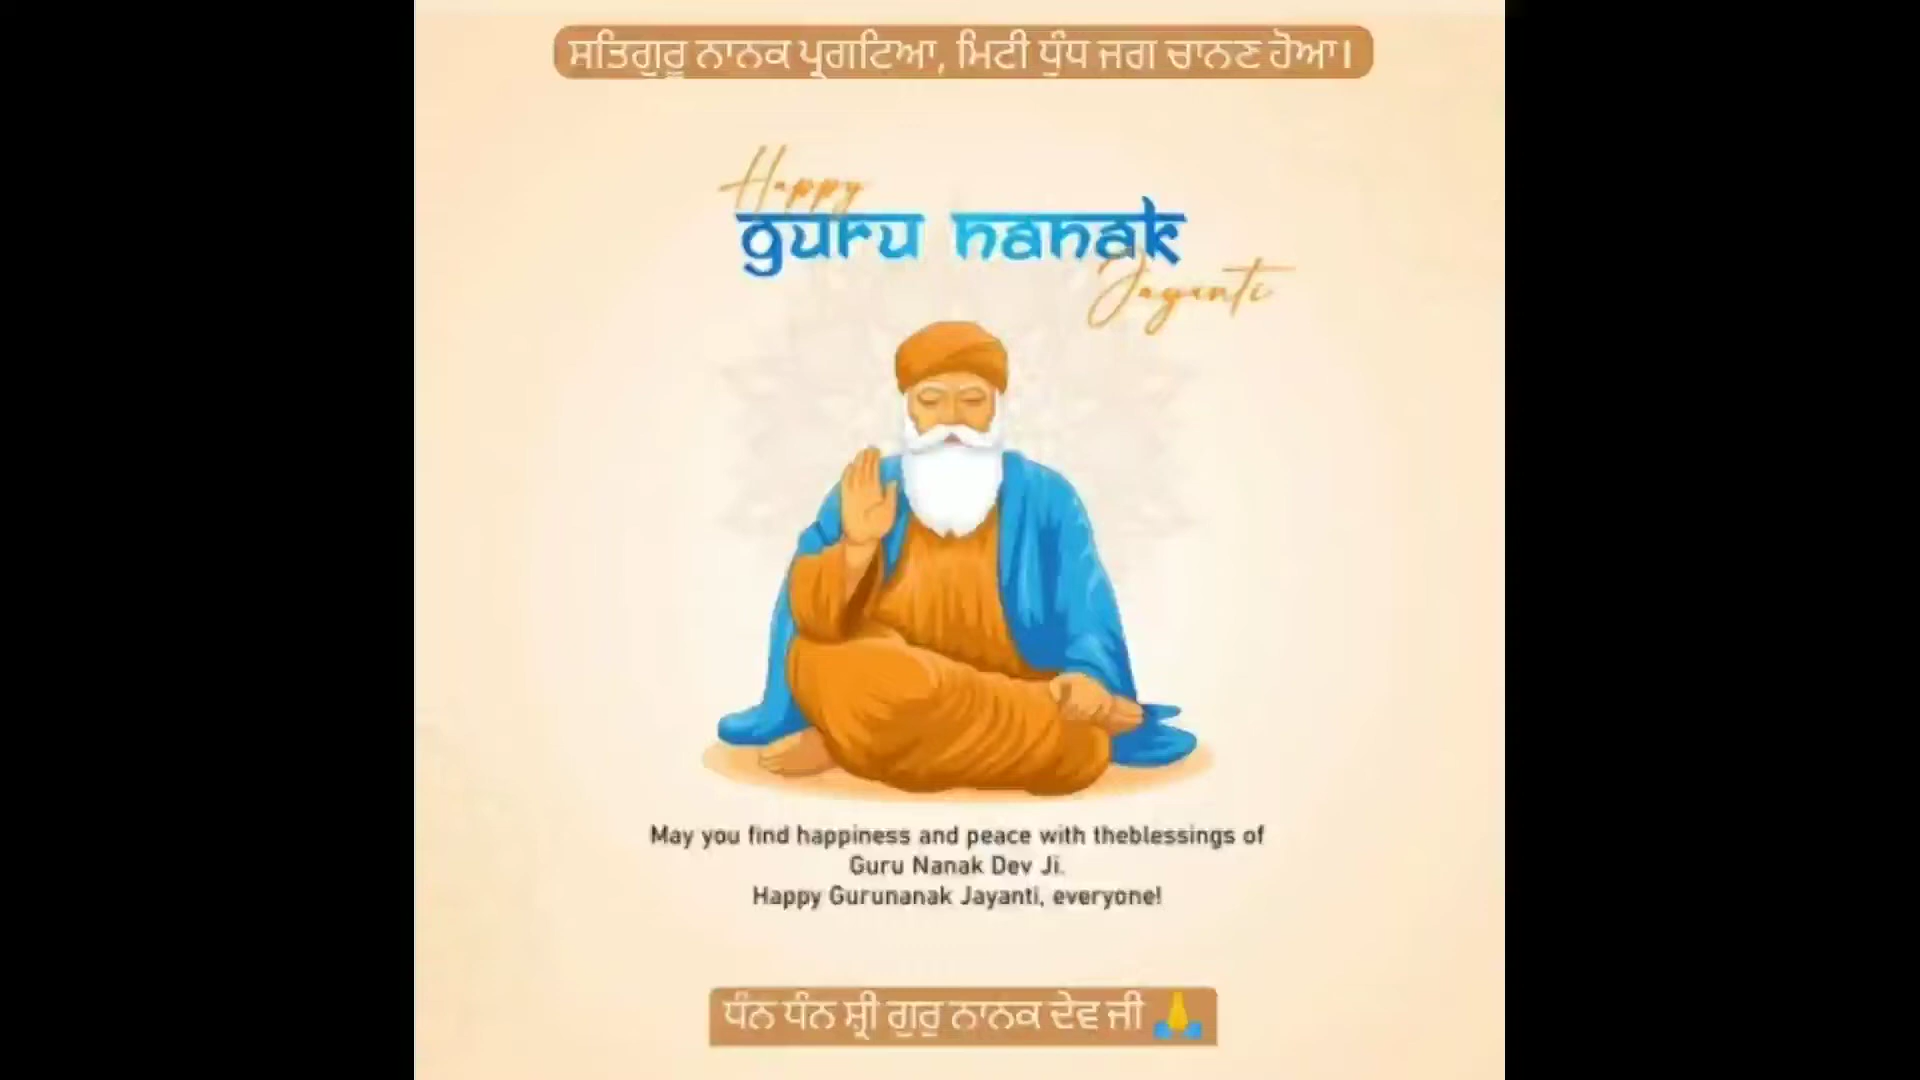 ਸਤਿਗੁਰੂ ਨਾਨਕ ਪ੍ਰਗਟਿਆ, ਮਿਟੀ ਧੁੰਧ ਜਗ ਚਾਨਣ ਹੋਆ।
Happy
guru nanak
Jayanti
May you find happiness and peace with theblessings of
Guru Nanak Dev Ji.
Happy Gurunanak Jayanti, everyone!
ਧੰਨ ਧੰਨ ਸ਼੍ਰੀ ਗੁਰੁ ਨਾਨਕ ਦੇਵ ਜੀ 🙏